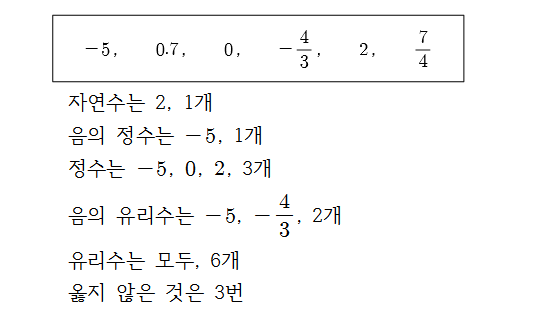 -5, 0.7, 0, -4/3, 2, 7/4
자연수는 2, 1개
음의 정수는 -5, 1개
정수는 -5, 0, 2, 3개
음의 유리수는 -5, -4/3, 2개
유리수는 모두, 6개
옳지 않은 것은 3번